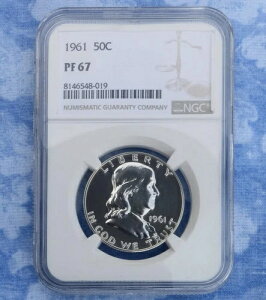 1961 50C
PF 67
8146548-019
NUMISMATIC GUARANTY COMPANY
NGC
LIBERTY
1961
IN GOD WE TRUST